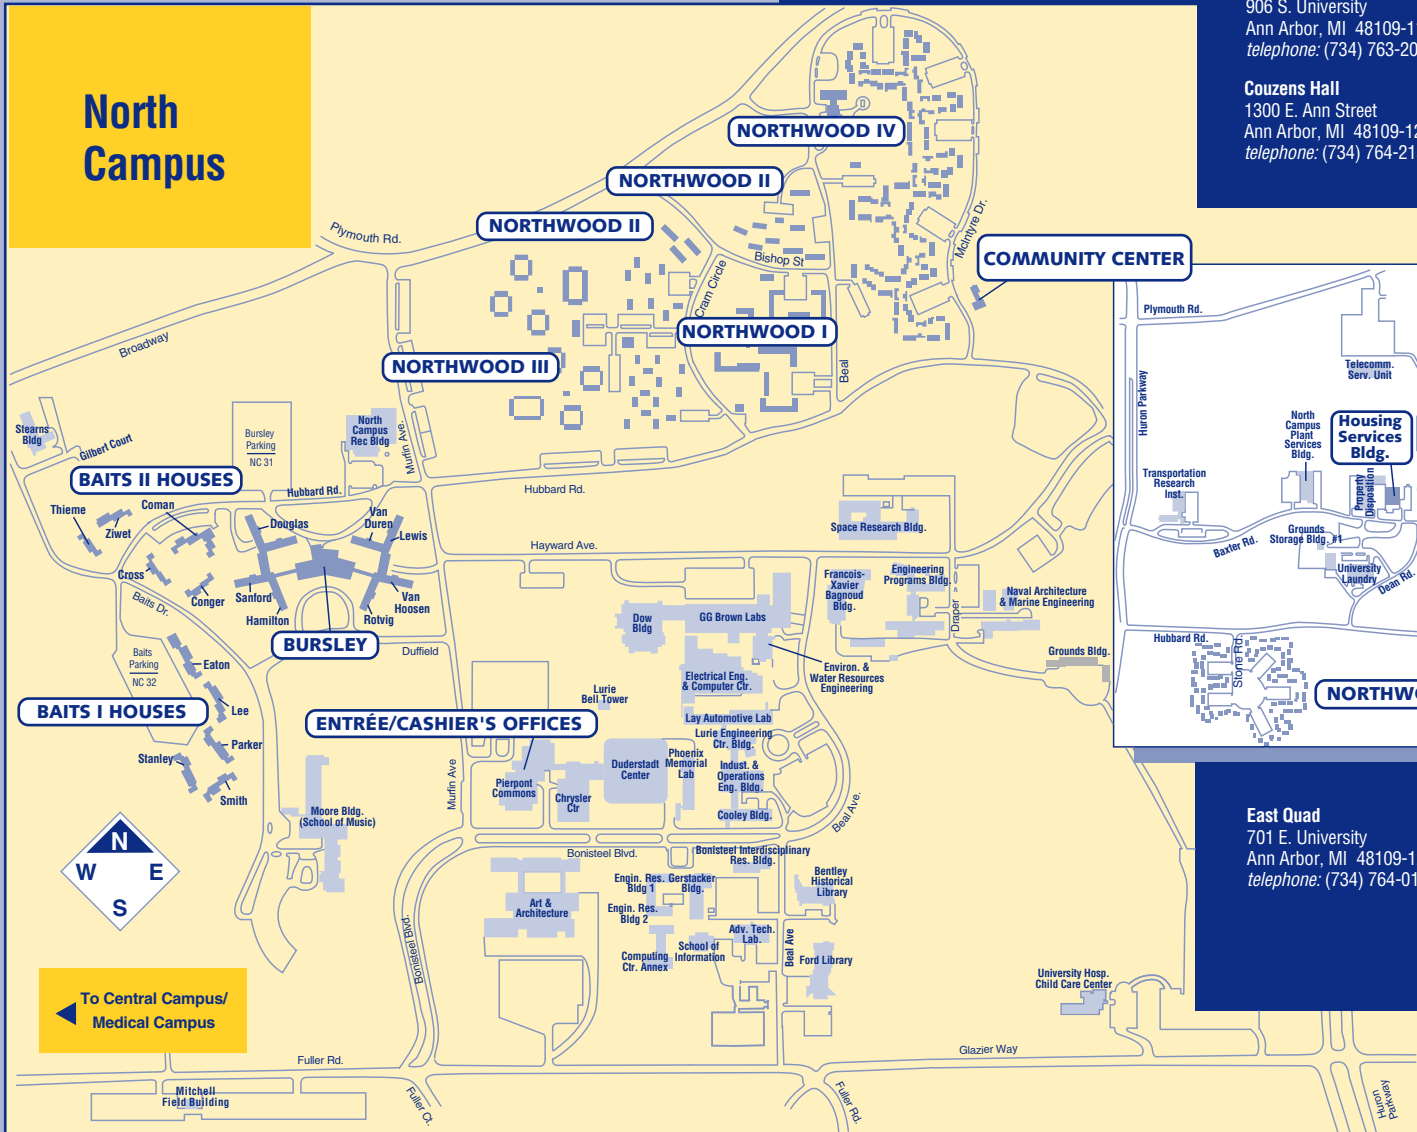 North
Campus
906 S. University
Ann Arbor, MI 48109-1
telephone: (734) 763-20
Couzens Hall
1300 E. Ann Street
Ann Arbor, MI 48109-12
telephone: (734) 764-21
NORTHWOOD IV
NORTHWOOD II
NORTHWOOD II
Plymouth Rd.
Bishop St
McIntyre Dr.
COMMUNITY CENTER
Cram Circle
NORTHWOOD I
Broadway
NORTHWOOD III
Beal
Plymouth Rd.
Huron Parkway
Telecomm.
Serv. Unit
North
Campus
Plant
Services
Bldg.
Housing
Services
Bldg.
Transportation
Research
Inst.
Property
Disposition
Baxter Rd.
Grounds
Storage Bldg. #1
University
Laundry
Dean Rd.
Hubbard Rd.
Stone Rd.
NORTHWO
Stearns
Bldg
Gilbert Court
Bursley
Parking
NC 31
North
Campus
Rec Bldg
Murfin Ave.
BAITS II HOUSES
Hubbard Rd.
Hubbard Rd.
Thieme
Coman
Ziwet
Douglas
Van
Duren
Lewis
Space Research Bldg.
Hayward Ave.
Cross
Conger
Sanford
Hamilton
Rotvig
Van
Hoosen
Baits Dr.
BURSLEY
Duffield
Francois-
Xavier
Bagnoud
Bldg.
Engineering
Programs Bldg.
Draper
Naval Architecture
& Marine Engineering
Dow
Bldg
GG Brown Labs
Grounds Bldg.
Baits
Parking
NC 32
Eaton
Lee
Electrical Eng.
& Computer Ctr.
Environ. &
Water Resources
Engineering
Lurie
Bell Tower
BAITS I HOUSES
ENTRÉE/CASHIER'S OFFICES
Lay Automotive Lab
Lurie Engineering
Ctr. Bldg.
Parker
Stanley
Smith
Murfin Ave
Pierpont
Commons
Chrysler
Ctr
Duderstadt
Center
Phoenix
Memorial
Lab
Indust. &
Operations
Eng. Bldg.
Cooley Bldg.
Beal Ave.
Moore Bldg.
(School of Music)
N
W
E
S
Bonisteel Blvd.
Bonisteel Interdisciplinary
Res. Bldg.
Engin. Res.
Bldg 1
Gerstacker
Bldg.
Bentley
Historical
Library
Art &
Architecture
Engin. Res.
Bldg 2
Adv. Tech.
Lab.
School of
Information
Computing
Ctr. Annex
Beal Ave
Ford Library
Bonisteel Blvd.
University Hosp.
Child Care Center
East Quad
701 E. University
Ann Arbor, MI 48109-1
telephone: (734) 764-01
To Central Campus/
Medical Campus
Fuller Rd.
Glazier Way
Mitchell
Field Building
Fuller Ct.
Fuller Rd.
Huron
Parkway